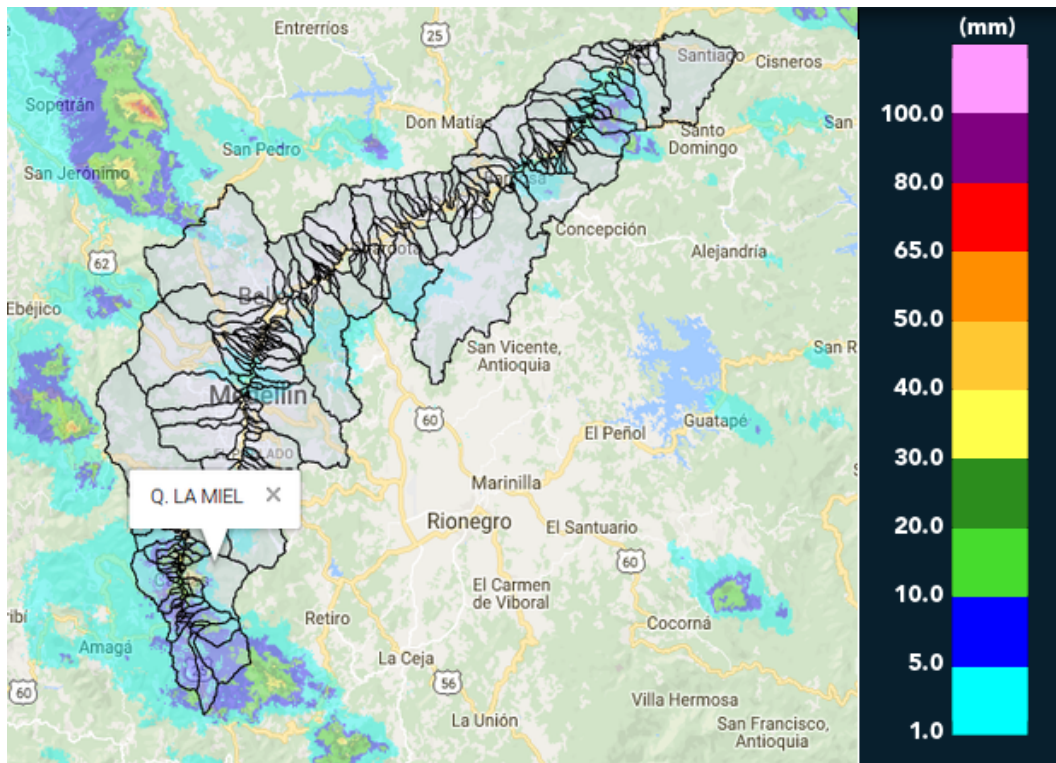 Entrerríos
25
Santiago
Cisneros
Sopetrán
Don Matías
San
Santo
Domingo
San Pedro
San Jerónimo
Concepción
Alejandría
62
Ebéjico
San Vicente,
Antioquia
San R
Medellín
60
Guatapé
El Peñol
Marinilla
Q. LA MIEL ×
Rionegro
El Santuario
60
El Carmen
de Viboral
Retiro
Cocorná
Amagá
La Ceja
60
56
Villa Hermosa
La Unión
San Francisco,
Antioquia
(mm)
100.0
80.0
65.0
50.0
40.0
30.0
20.0
10.0
5.0
1.0